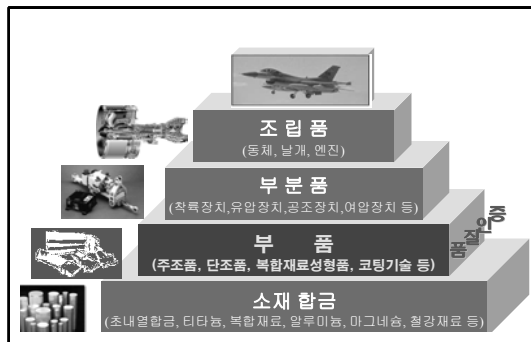 조 립 품
(동체, 날개, 엔진)
부 분 품
(착륙장치,유압장치,공조장치,여압장치 등)
부 품
(주조품, 단조품, 복합재료성형품, 코팅기술 등)
소재 합금
(초내열합금, 티타늄, 복합재료, 알루미늄, 마그네슘, 철강재료 등)
품질인증